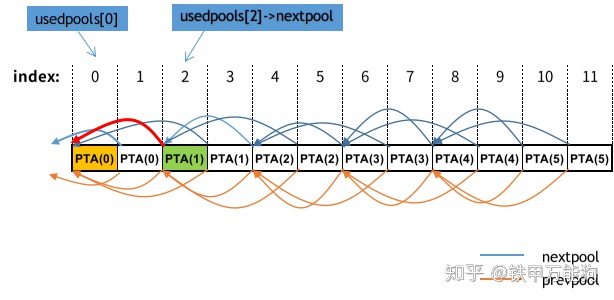 usedpools[0]
usedpools[2]->nextpool
index: 0 1 2 3 4 5 6 7 8 9 10 11
PTA(0) PTA(0) PTA(1) PTA(1) PTA(2) PTA(2) PTA(3) PTA(3) PTA(4) PTA(4) PTA(5) PTA(5)
nextpool
prevpool
知乎 @铁甲万能狗